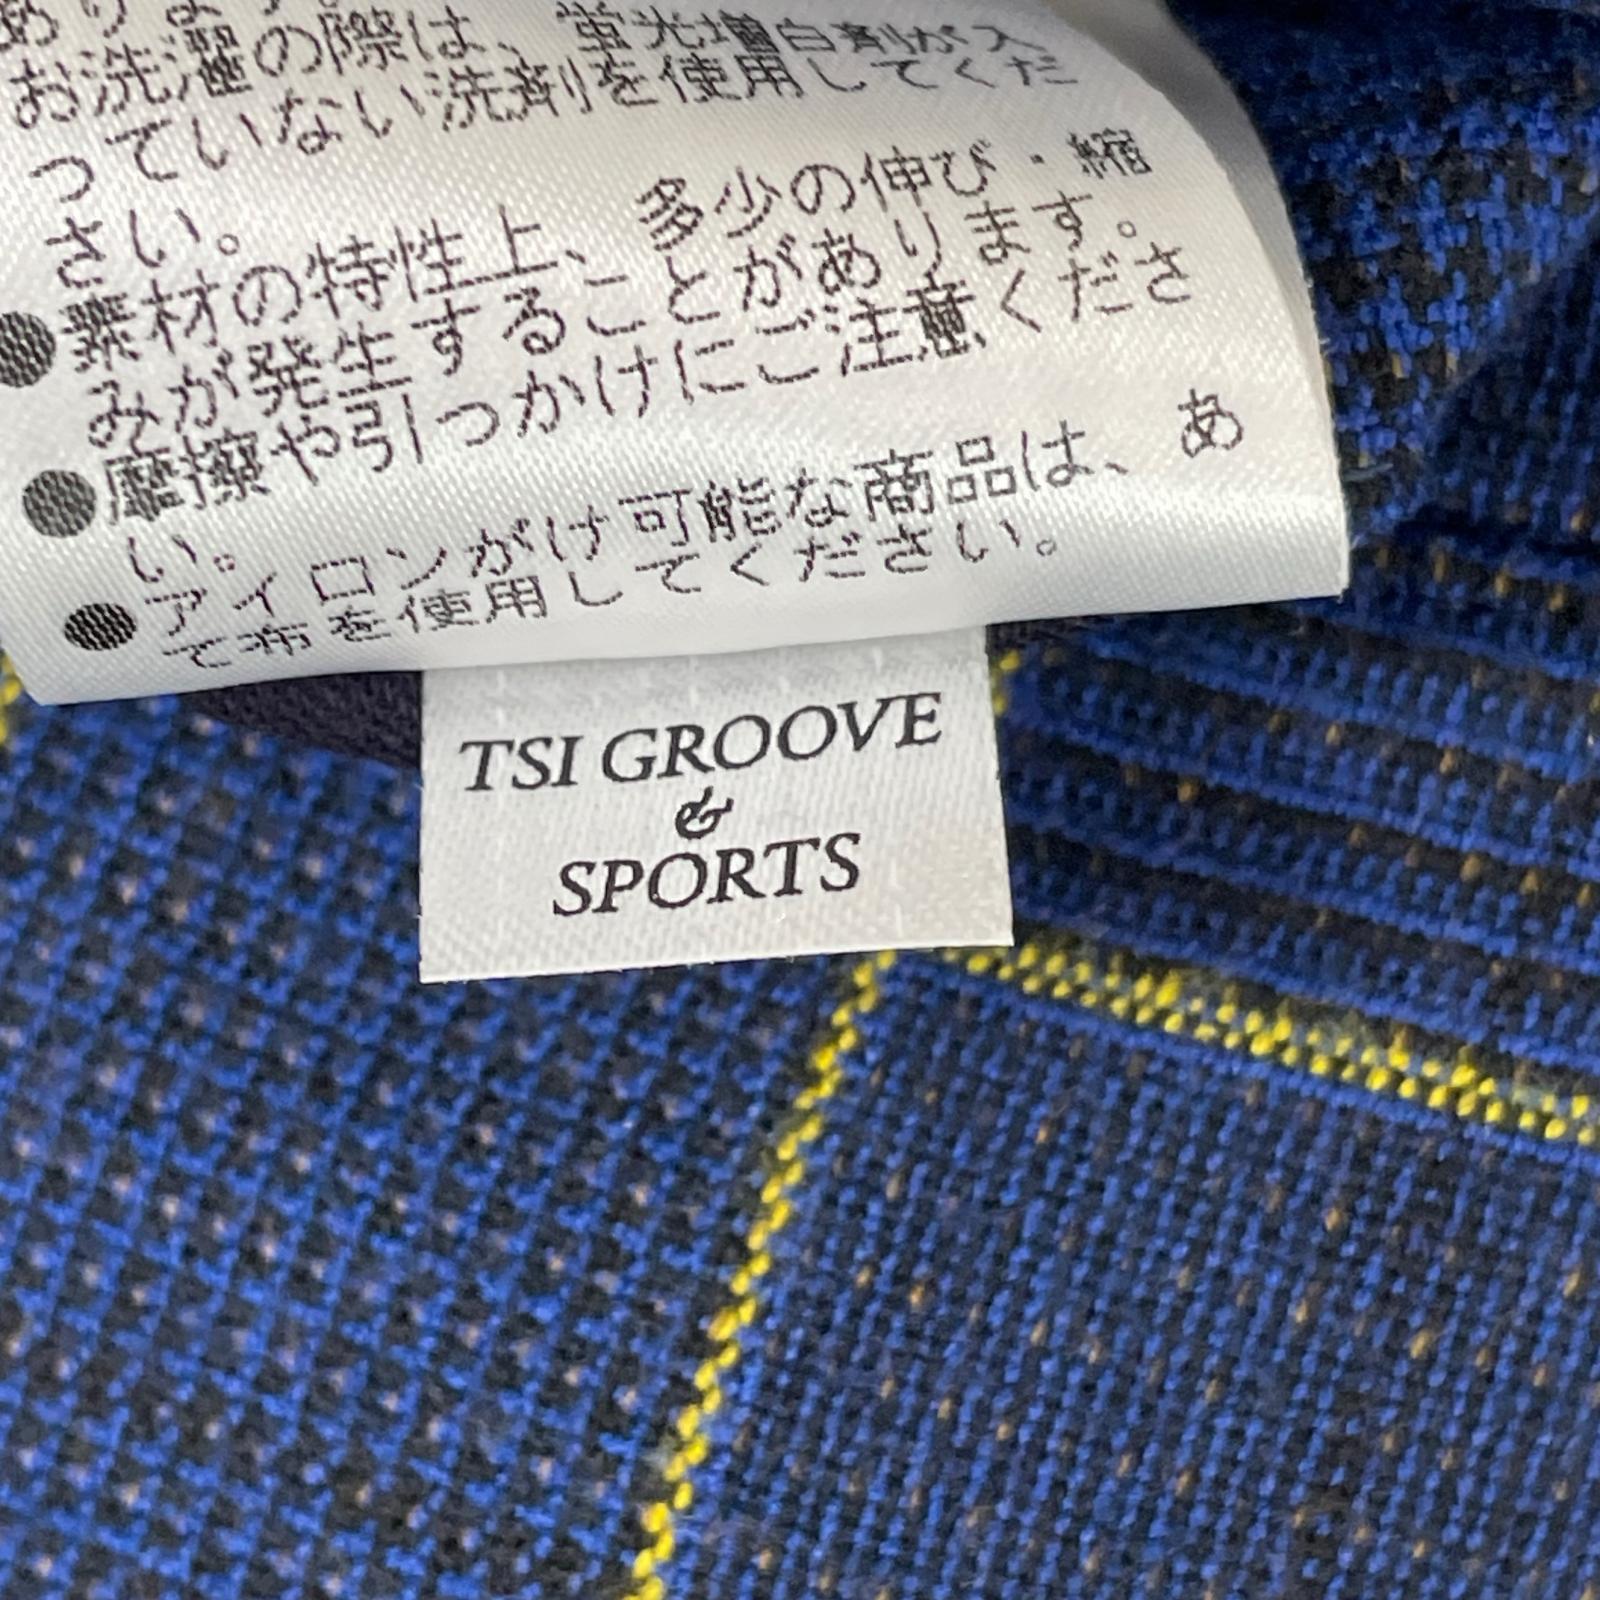 あります。
お洗濯の際は、蛍光増白剤が入
っていない洗剤を使用してくだ
さい。
●素材の特性上、多少の伸び・縮
みが発生することがあります。
●摩擦や引っかけにご注意くださ
い。
●アイロンがけ可能な商品は、あ
て布を使用してください。
TSI GROOVE
&
SPORTS